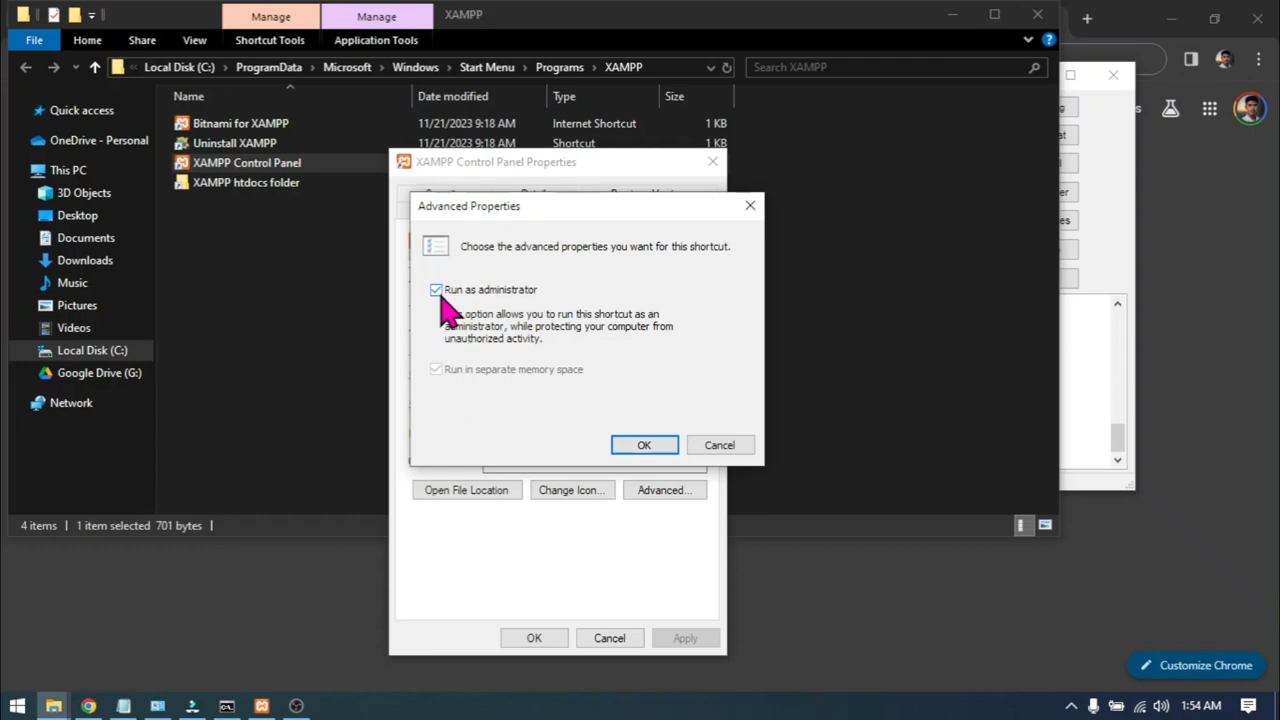 Manage
Manage
XAMPP
File
Home
Share
View
Shortcut Tools
Application Tools
Local Disk (C:)
ProgramData
Microsoft
Windows
Start Menu
Programs
XAMPP
Search XAMPP
Quick access
OneDrive - Personal
This PC
3D Objects
Desktop
Documents
Downloads
Music
Pictures
Videos
Local Disk (C:)
Google Drive (G:)
Network
Name
Date modified
Type
Size
Bitnami for XAMPP
11/21/2023 9:18 AM
Internet Shortcut
1 KB
Uninstall XAMPP
11/21/2023 9:18 AM
Shortcut
1 KB
XAMPP Control Panel
XAMPP htdocs folder
XAMPP Control Panel Properties
Advanced Properties
Choose the advanced properties you want for this shortcut.
Run as administrator
option allows you to run this shortcut as an
administrator, while protecting your computer from
unauthorized activity.
Run in separate memory space
OK
Cancel
Open File Location
Change Icon...
Advanced...
OK
Cancel
Apply
4 items
1 item selected 701 bytes
Customize Chrome
1:54 AM